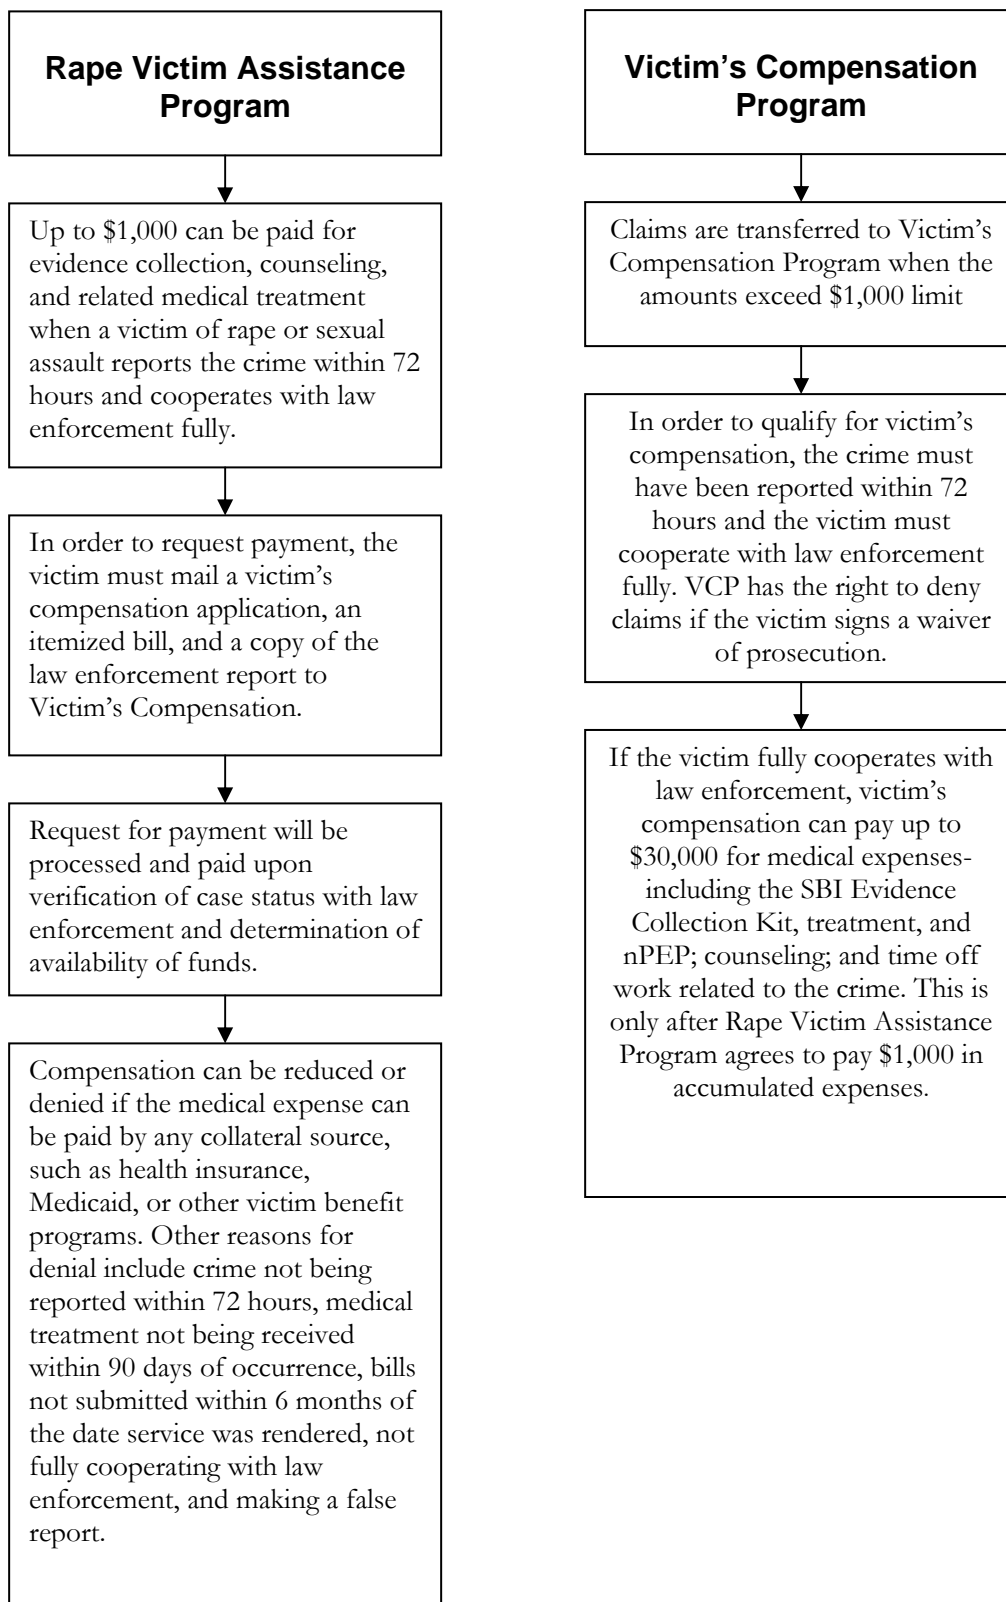 Rape Victim Assistance
Program
Up to $1,000 can be paid for
evidence collection, counseling,
and related medical treatment
when a victim of rape or sexual
assault reports the crime within 72
hours and cooperates with law
enforcement fully.
In order to request payment, the
victim must mail a victim’s
compensation application, an
itemized bill, and a copy of the
law enforcement report to
Victim’s Compensation.
Request for payment will be
processed and paid upon
verification of case status with law
enforcement and determination of
availability of funds.
Compensation can be reduced or
denied if the medical expense can
be paid by any collateral source,
such as health insurance,
Medicaid, or other victim benefit
programs. Other reasons for
denial include crime not being
reported within 72 hours, medical
treatment not being received
within 90 days of occurrence, bills
not submitted within 6 months of
the date service was rendered, not
fully cooperating with law
enforcement, and making a false
report.
Victim’s Compensation
Program
Claims are transferred to Victim’s
Compensation Program when the
amounts exceed $1,000 limit
In order to qualify for victim’s
compensation, the crime must
have been reported within 72
hours and the victim must
cooperate with law enforcement
fully. VCP has the right to deny
claims if the victim signs a waiver
of prosecution.
If the victim fully cooperates with
law enforcement, victim’s
compensation can pay up to
$30,000 for medical expenses-
including the SBI Evidence
Collection Kit, treatment, and
nPEP; counseling; and time off
work related to the crime. This is
only after Rape Victim Assistance
Program agrees to pay $1,000 in
accumulated expenses.